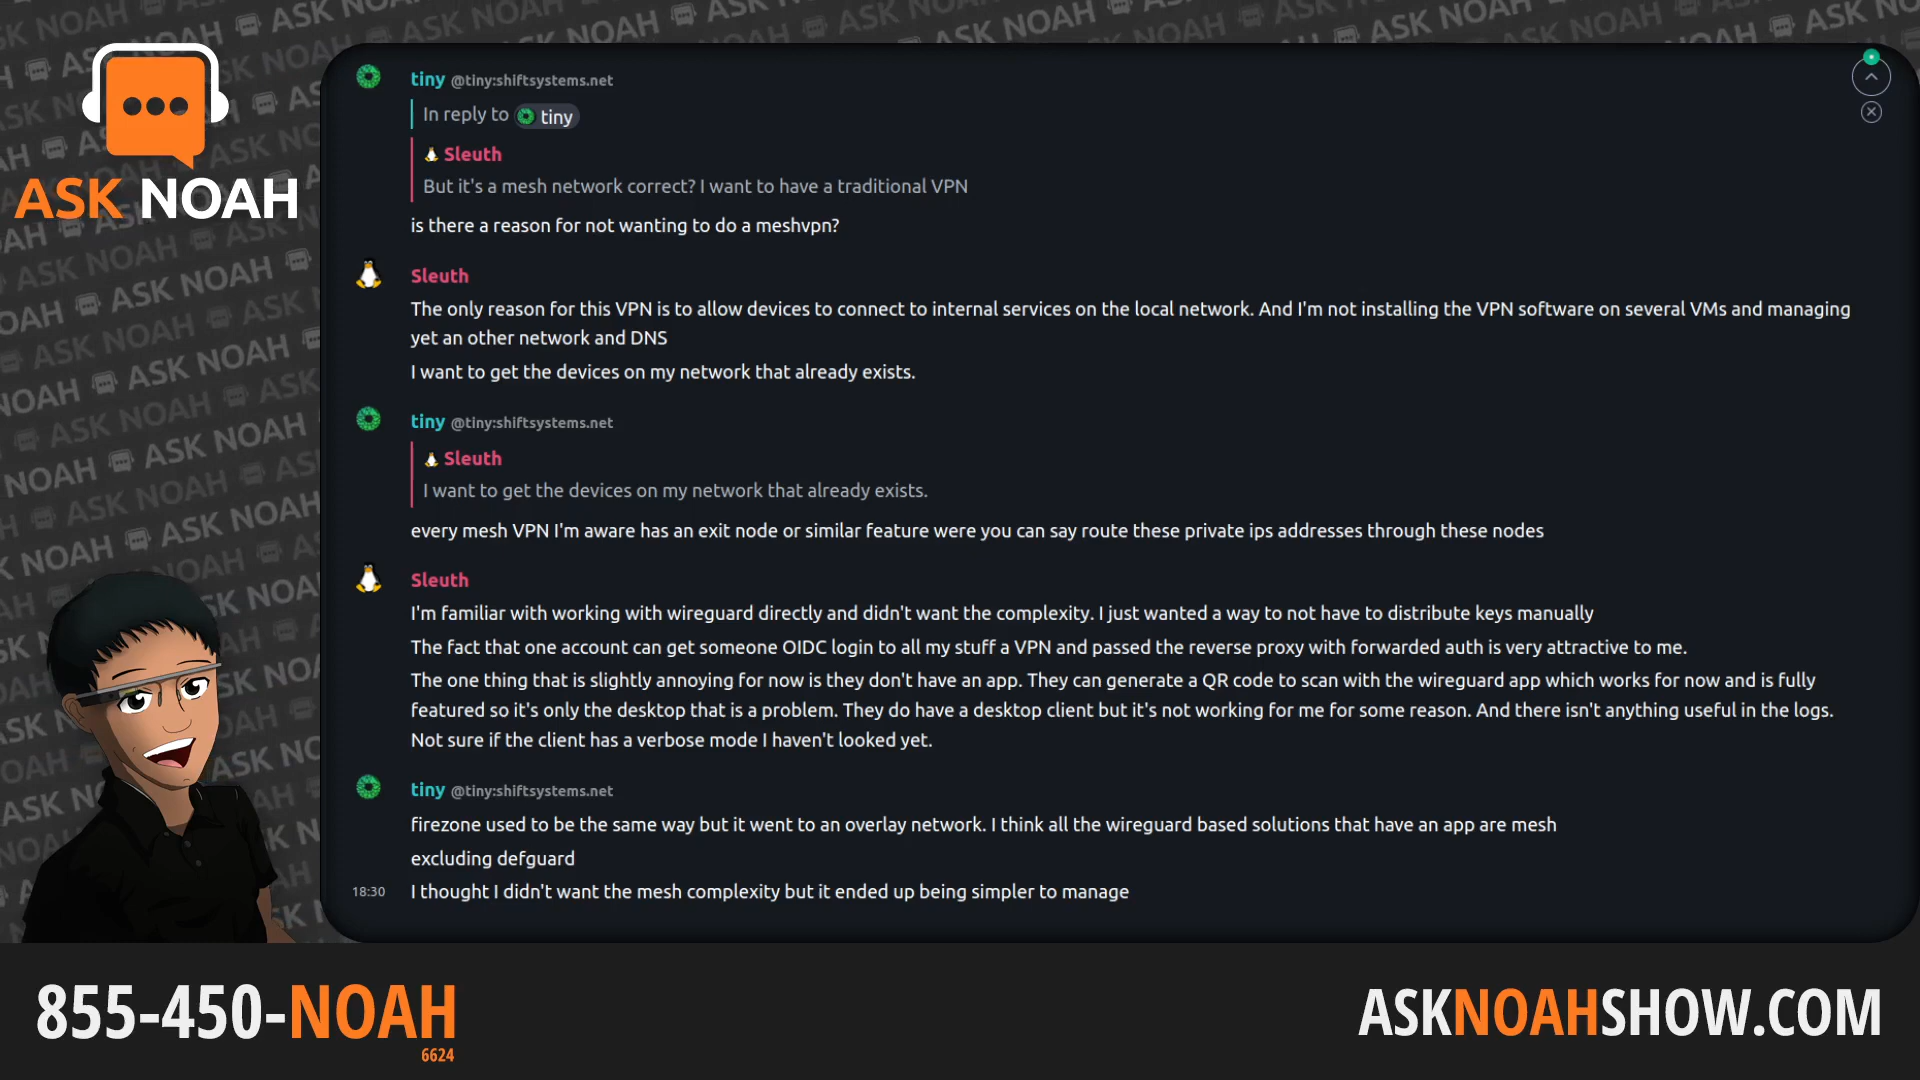 ASK NOAH
tiny @tiny:shiftsystems.net
In reply to tiny
Sleuth
But it's a mesh network correct? I want to have a traditional VPN
is there a reason for not wanting to do a meshvpn?
Sleuth
The only reason for this VPN is to allow devices to connect to internal services on the local network. And I'm not installing the VPN software on several VMs and managing
yet an other network and DNS
I want to get the devices on my network that already exists.
tiny @tiny:shiftsystems.net
Sleuth
I want to get the devices on my network that already exists.
every mesh VPN I'm aware has an exit node or similar feature were you can say route these private ips addresses through these nodes
Sleuth
I'm familiar with working with wireguard directly and didn't want the complexity. I just wanted a way to not have to distribute keys manually
The fact that one account can get someone OIDC login to all my stuff a VPN and passed the reverse proxy with forwarded auth is very attractive to me.
The one thing that is slightly annoying for now is they don't have an app. They can generate a QR code to scan with the wireguard app which works for now and is fully
featured so it's only the desktop that is a problem. They do have a desktop client but it's not working for me for some reason. And there isn't anything useful in the logs.
Not sure if the client has a verbose mode I haven't looked yet.
tiny @tiny:shiftsystems.net
firezone used to be the same way but it went to an overlay network. I think all the wireguard based solutions that have an app are mesh
excluding defguard
18:30 I thought I didn't want the mesh complexity but it ended up being simpler to manage
855-450-NOAH
6624
ASKNOAHSHOW.COM